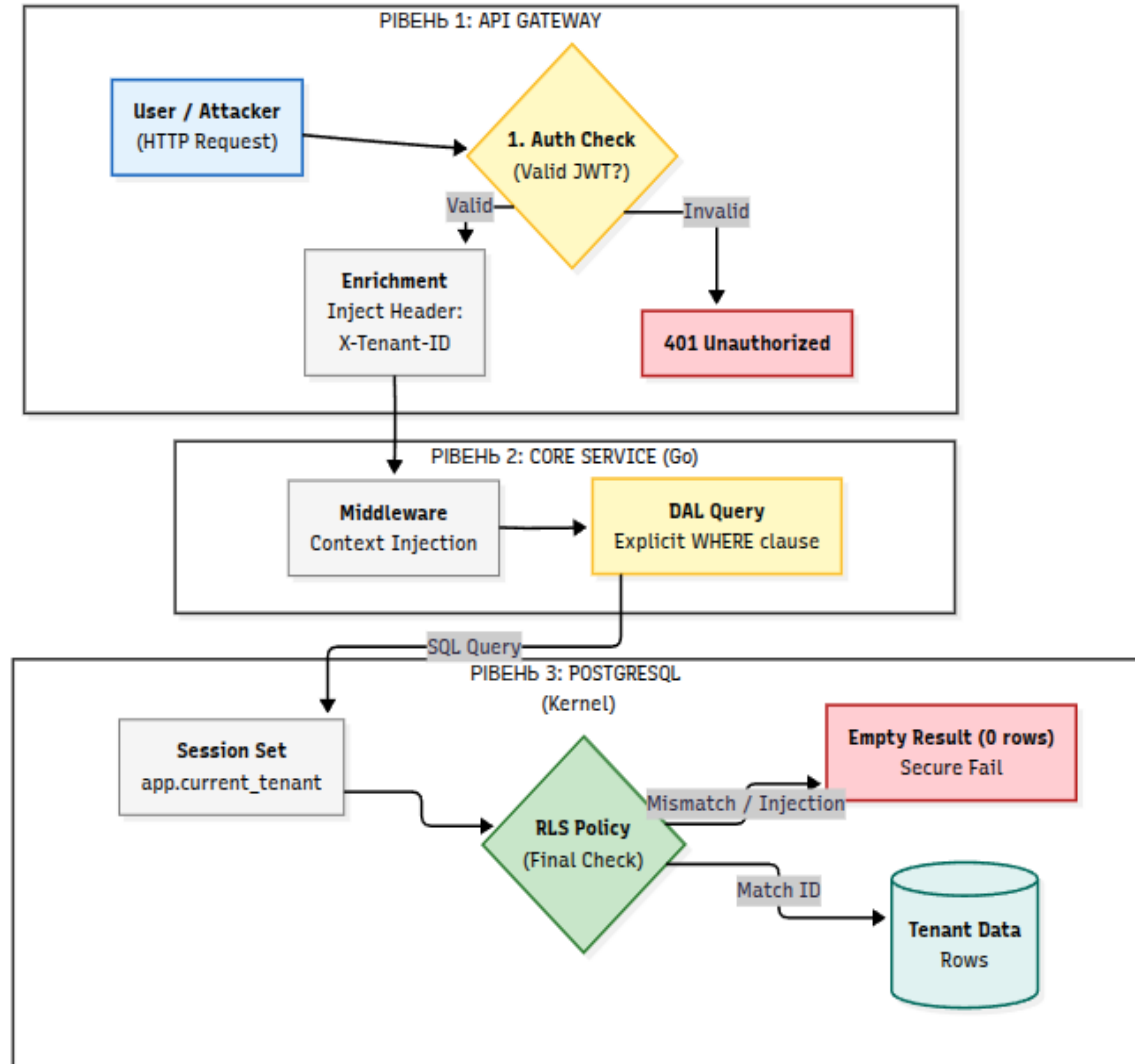 РІВЕНЬ 1: API GATEWAY
User / Attacker
(HTTP Request)
1. Auth Check
(Valid JWT?)
Valid
Invalid
Enrichment
Inject Header:
X-Tenant-ID
401 Unauthorized
РІВЕНЬ 2: CORE SERVICE (Go)
Middleware
Context Injection
DAL Query
Explicit WHERE clause
SQL Query
РІВЕНЬ 3: POSTGRESQL
(Kernel)
Session Set
app.current_tenant
RLS Policy
(Final Check)
Mismatch / Injection
Empty Result (0 rows)
Secure Fail
Match ID
Tenant Data
Rows